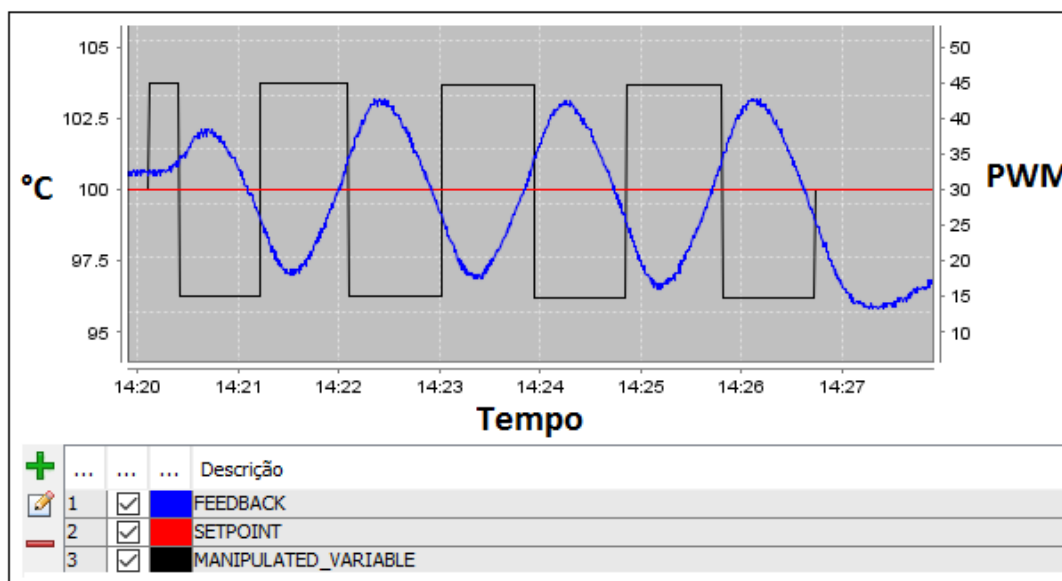 105
102.5
100
97.5
95
°C
50
45
40
35
30
25
20
15
10
PWM
14:20 14:21 14:22 14:23 14:24 14:25 14:26 14:27
Tempo
... ... ... Descrição
1 FEEDBACK
2 SETPOINT
3 MANIPULATED_VARIABLE